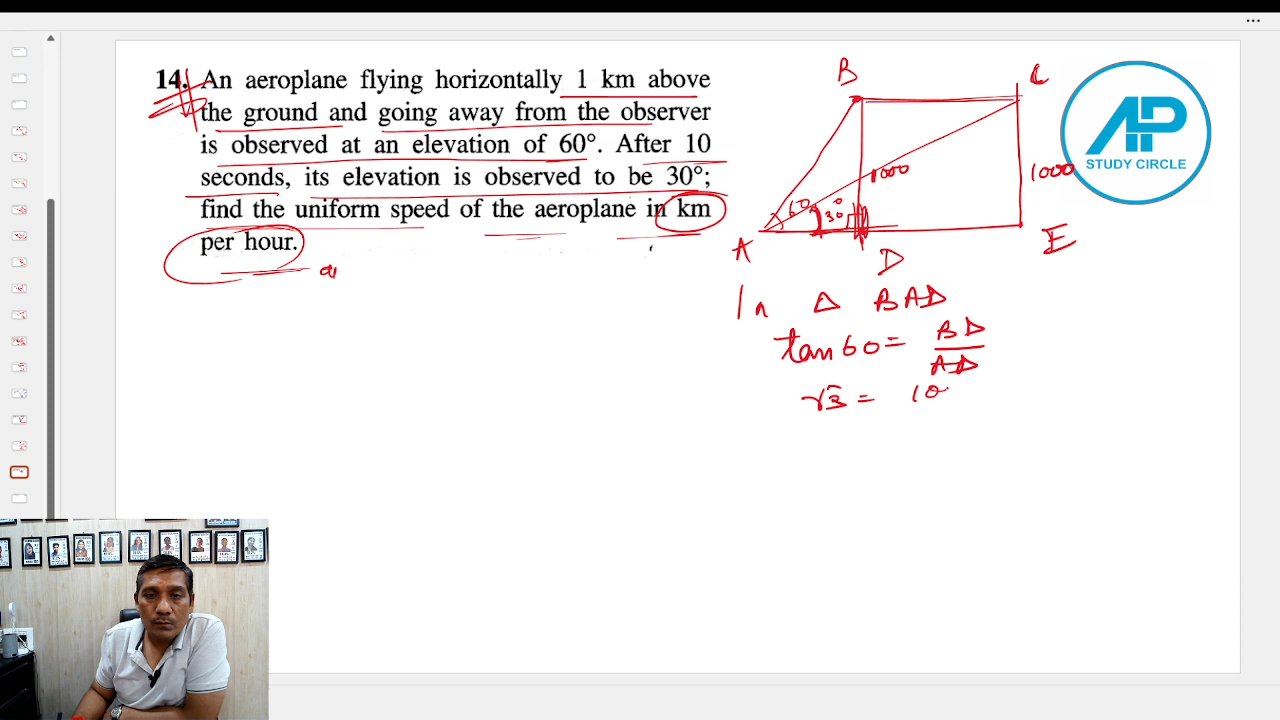 14. An aeroplane flying horizontally 1 km above
the ground and going away from the observer
is observed at an elevation of 60°. After 10
seconds, its elevation is observed to be 30°;
find the uniform speed of the aeroplane in km
per hour.
B
C
1000
1000
60
30°
A
D
E
AP
STUDY CIRCLE
In Δ BAD
tan 60 = BD
AD
√3 = 10